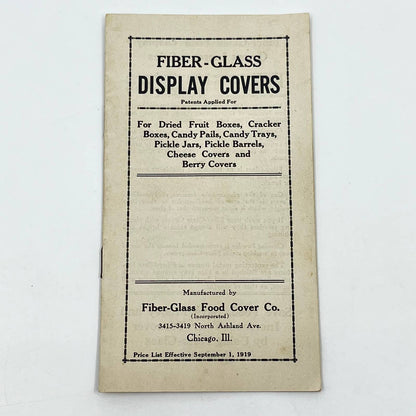 FIBER-GLASS
DISPLAY COVERS
Patents Applied For
For Dried Fruit Boxes, Cracker
Boxes, Candy Pails, Candy Trays,
Pickle Jars, Pickle Barrels,
Cheese Covers and
Berry Covers
Manufactured by
Fiber-Glass Food Cover Co.
(Incorporated)
3415-3419 North Ashland Ave.
Chicago, Ill.
Price List Effective September 1, 1919